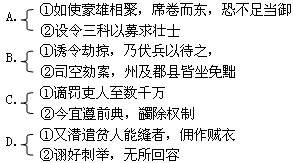 A. ①如使蒙雄相聚，席卷而东，恐不足当御
②设令三科以募求壮士
B. ①诱令劫掠，乃伏兵以待之，
②司空劾案，州及郡县皆坐免黜
C. ①谪罚吏人至数千万
②今宜遵前典，蠲除权制
D. ①又潜遣贫人能缝者，佣作贼衣
②诩好刺举，无所回容